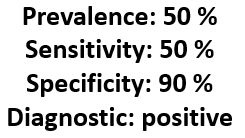 Prevalence: 50 %
Sensitivity: 50 %
Specificity: 90 %
Diagnostic: positive